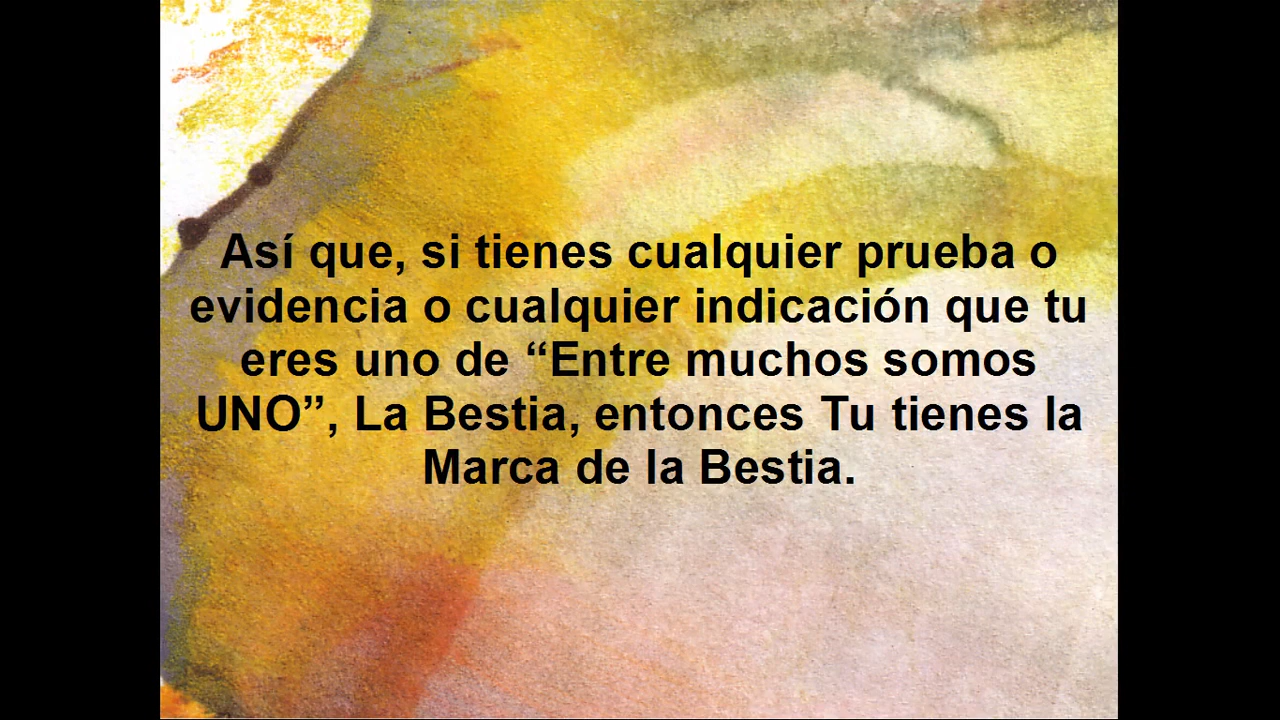 Así que, si tienes cualquier prueba o
evidencia o cualquier indicación que tu
eres uno de “Entre muchos somos
UNO”, La Bestia, entonces Tu tienes la
Marca de la Bestia.